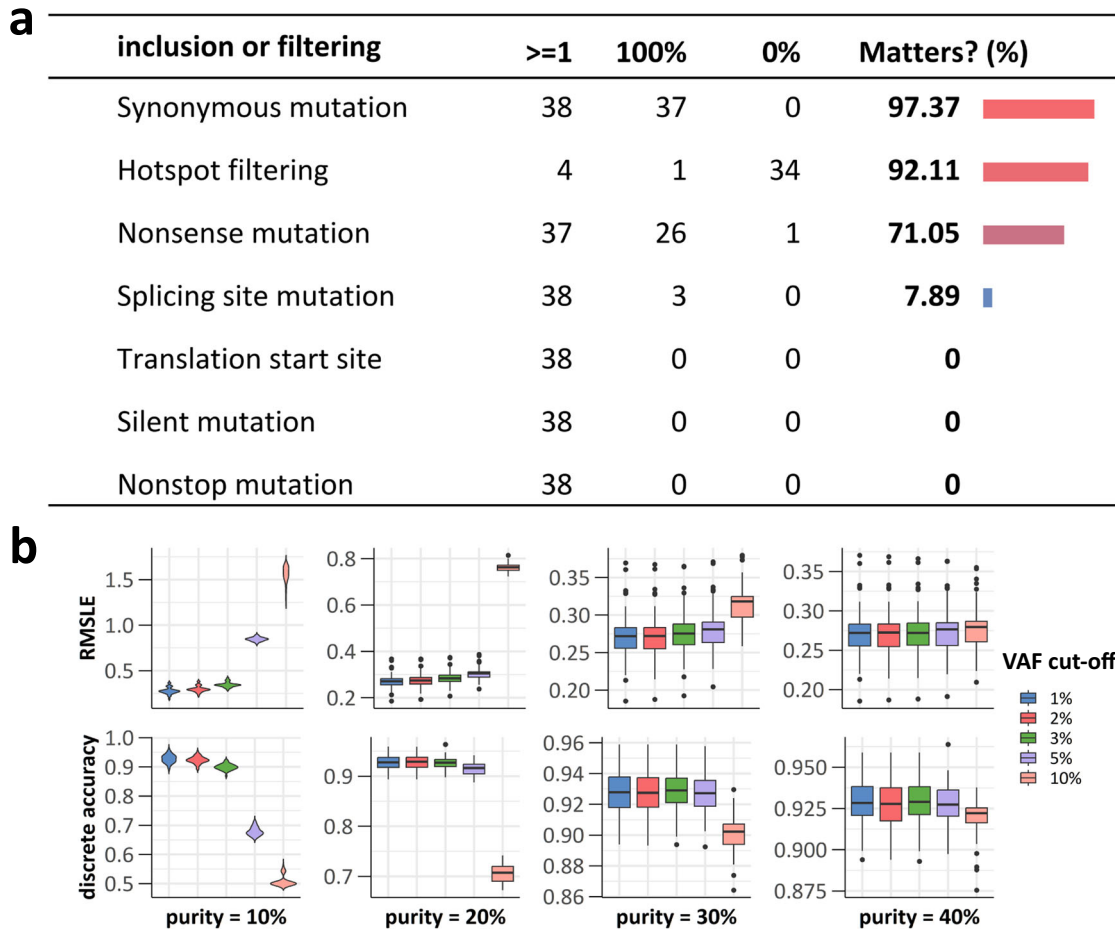 a
inclusion or filtering >=1 100% 0% Matters? (%)
Synonymous mutation 38 37 0 97.37
Hotspot filtering 4 1 34 92.11
Nonsense mutation 37 26 1 71.05
Splicing site mutation 38 3 0 7.89
Translation start site 38 0 0 0
Silent mutation 38 0 0 0
Nonstop mutation 38 0 0 0
b
RMSLE
1.5
1.0
0.5
0.8
0.6
0.4
0.2
0.35
0.30
0.25
0.20
0.35
0.30
0.25
0.20
discrete accuracy
1.0
0.9
0.8
0.7
0.6
0.5
0.9
0.8
0.7
0.96
0.94
0.92
0.90
0.88
0.86
0.950
0.925
0.900
0.875
purity = 10%
purity = 20%
purity = 30%
purity = 40%
VAF cut-off
1%
2%
3%
5%
10%